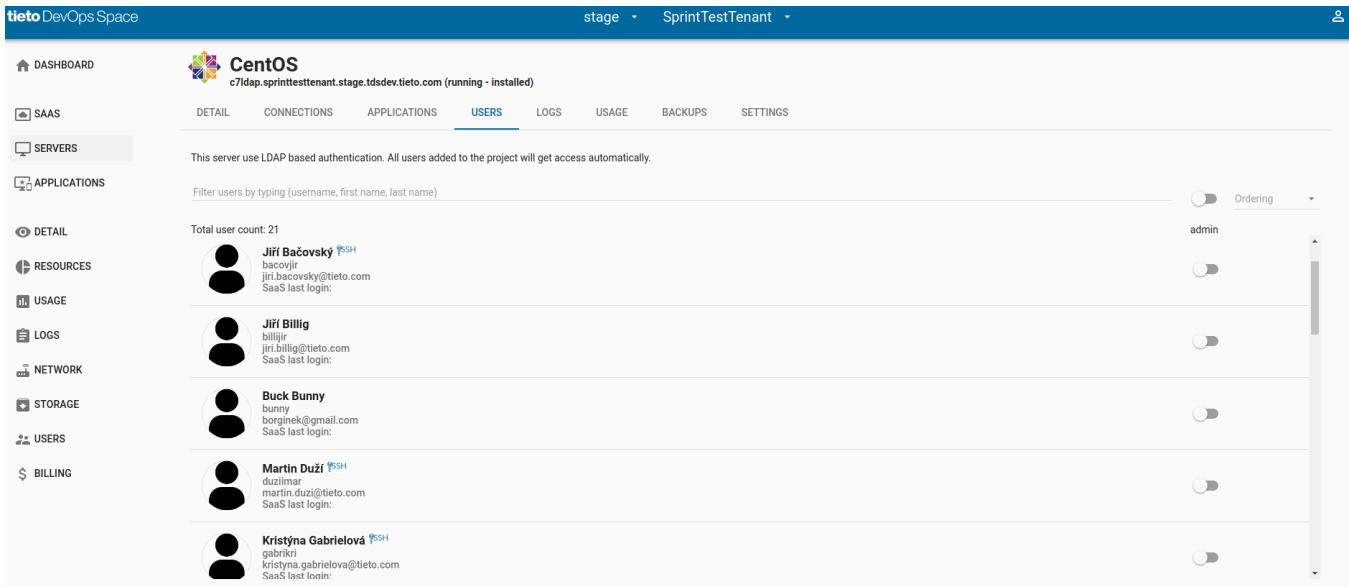 tieto DevOps Space
stage
SprintTestTenant
DASHBOARD
SAAS
SERVERS
APPLICATIONS
DETAIL
RESOURCES
USAGE
LOGS
NETWORK
STORAGE
USERS
BILLING
CentOS
c7ldap.sprinttesttenant.stage.tdsdev.tieto.com (running - installed)
DETAIL CONNECTIONS APPLICATIONS USERS LOGS USAGE BACKUPS SETTINGS
This server use LDAP based authentication. All users added to the project will get access automatically.
Filter users by typing (username, first name, last name)
Ordering
Total user count: 21
admin
Jiří Bačovský SSH
bacovjir
jiri.bacovsky@tieto.com
SaaS last login:
Jiří Billig
billijir
jiri.billig@tieto.com
SaaS last login:
Buck Bunny
bunny
borginek@gmail.com
SaaS last login:
Martin Duží SSH
duziimar
martin.duzi@tieto.com
SaaS last login:
Kristýna Gabrielová SSH
gabrikri
kristyna.gabrielova@tieto.com
SaaS last login: